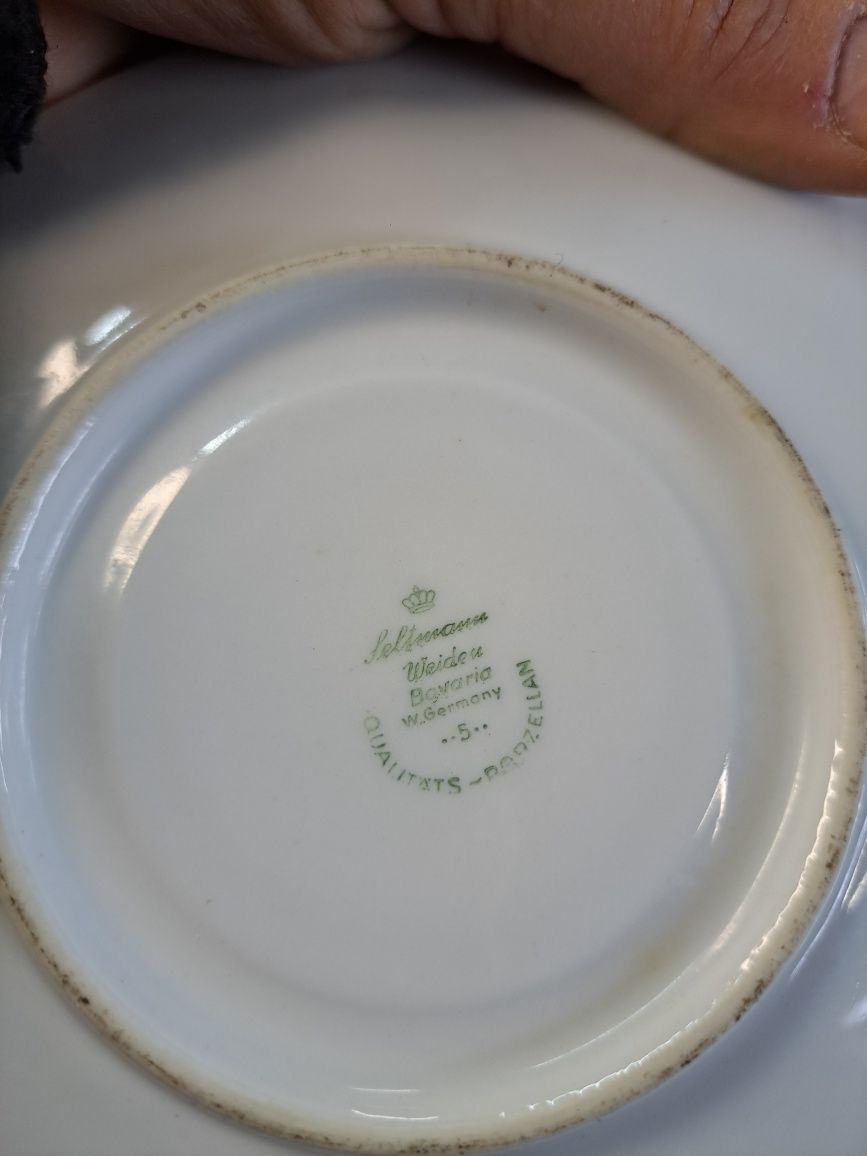 Seltmann
Weiden
Bavaria
W.Germany
..5..
QUALITÄTS-PORZELLAN